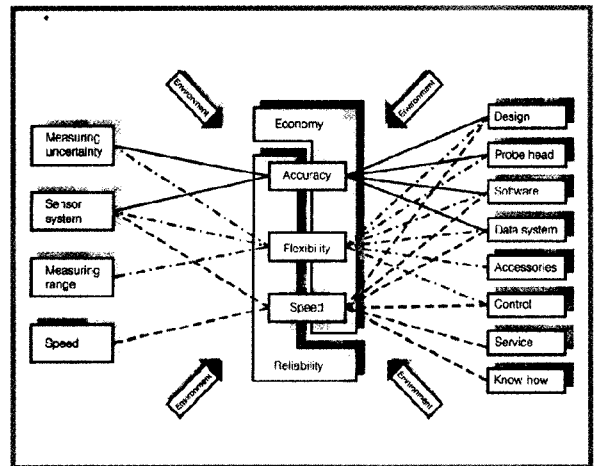 Environment
Environment
Economy
Measuring
uncertainty
Sensor
system
Measuring
range
Speed
Accuracy
Flexibility
Speed
Reliability
Design
Probe head
Software
Data system
Accessories
Control
Service
Know how
Environment
Environment